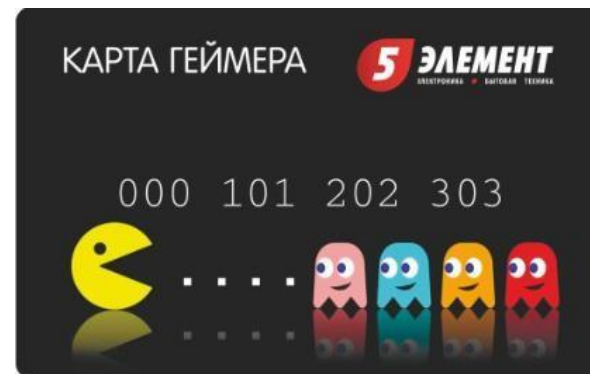 КАРТА ГЕЙМЕРА
5 ЭЛЕМЕНТ
ЭЛЕКТРОНИКА • БЫТОВАЯ ТЕХНИКА
000 101 202 303